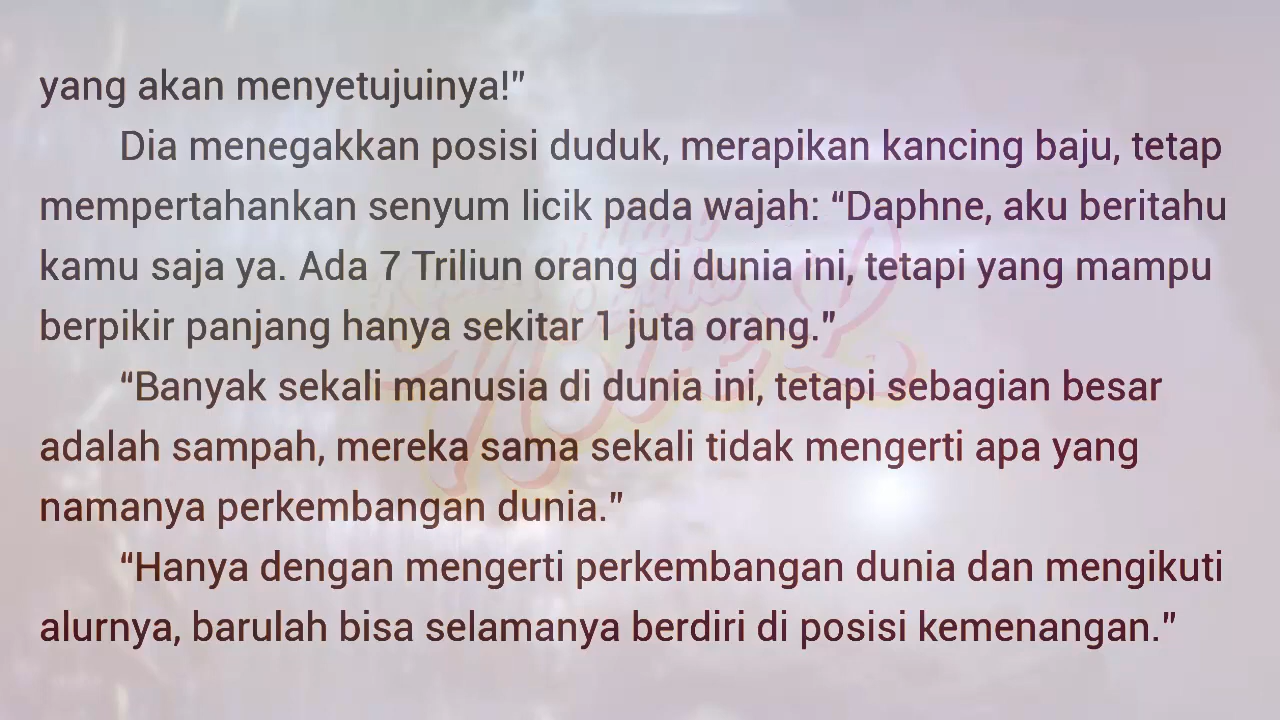 yang akan menyetujuinya!”
Dia menegakkan posisi duduk, merapikan kancing baju, tetap
mempertahankan senyum licik pada wajah: “Daphne, aku beritahu
kamu saja ya. Ada 7 Triliun orang di dunia ini, tetapi yang mampu
berpikir panjang hanya sekitar 1 juta orang.”
“Banyak sekali manusia di dunia ini, tetapi sebagian besar
adalah sampah, mereka sama sekali tidak mengerti apa yang
namanya perkembangan dunia.”
“Hanya dengan mengerti perkembangan dunia dan mengikuti
alurnya, barulah bisa selamanya berdiri di posisi kemenangan.”